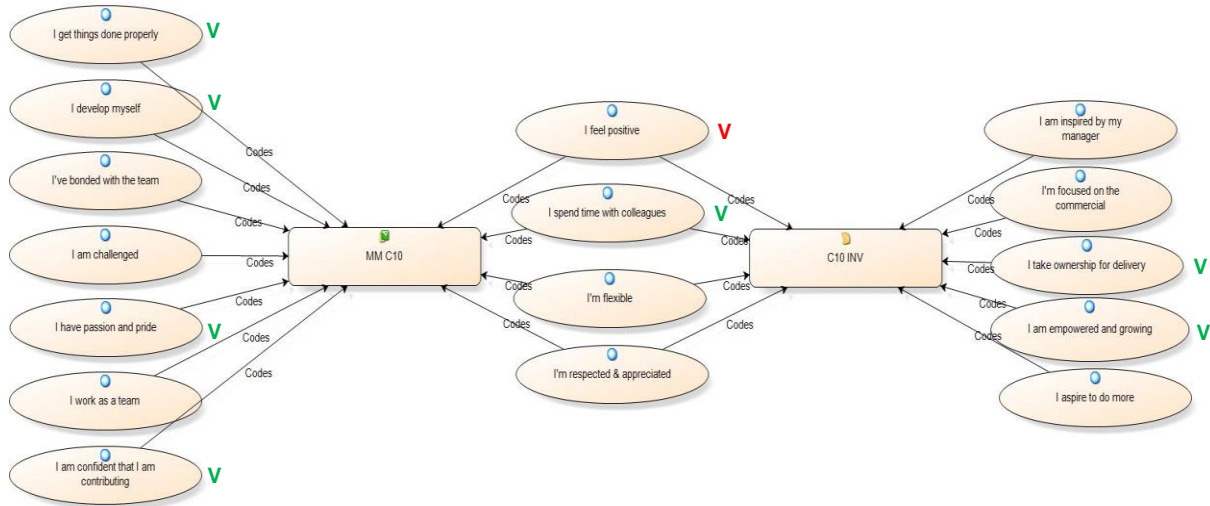 I get things done properly
V
I develop myself
V
I've bonded with the team
I am challenged
I have passion and pride
V
I work as a team
I am confident that I am
contributing
V
Codes
Codes
Codes
Codes
Codes
Codes
Codes
MM C10
I feel positive
V
I spend time with colleagues
V
I'm flexible
I'm respected & appreciated
Codes
Codes
Codes
Codes
Codes
Codes
Codes
Codes
C10 INV
Codes
Codes
Codes
Codes
Codes
I am inspired by my
manager
I'm focused on the
commercial
I take ownership for delivery
V
I am empowered and growing
V
I aspire to do more